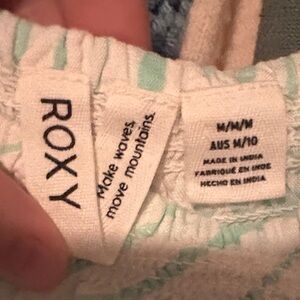 ROXY
Make waves,
move mountains.
M/M/M
AUS M/10
MADE IN INDIA
FABRIQUÉ EN INDE
HECHO EN INDIA